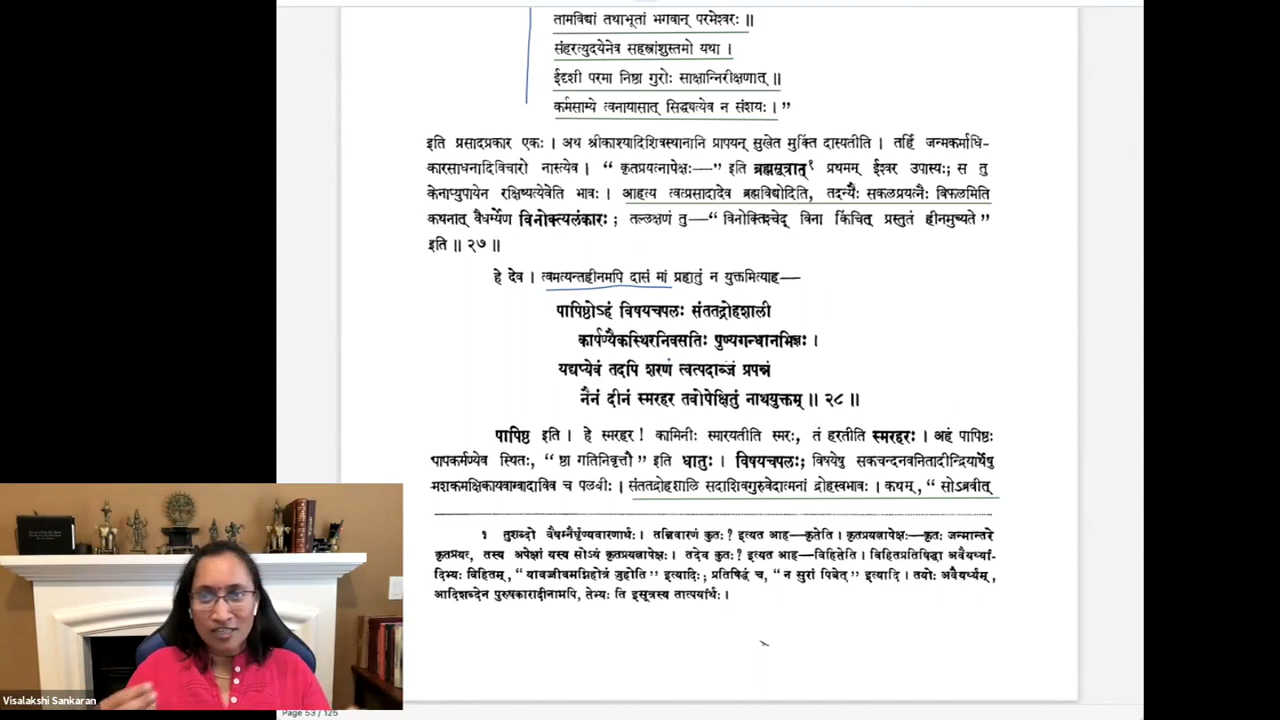 तामविद्यां तथाभूतां भगवान् परमेश्वरः ॥
संहरत्युदयेनेव सहस्रांशुस्तमो यथा ।
ईदृशी परमा निष्ठा गुरोः साक्षान्निरीक्षणात् ॥
कर्मसाम्ये त्वनायासात् सिद्ध्यत्येव न संशयः । ”
इति प्रसादप्रकार एकः । अथ श्रीकाश्यादिशिवस्थानानि प्रापयन् सुखेत मुक्तिं दास्यतीति । तर्हि जन्मकर्माधि-
कारसाधनादिविचारो नास्त्येव । “ कृतप्रयत्नापेक्षः—” इति ब्रह्मसूत्रात्१ प्रथमम् ईश्वर उपास्यः; स तु
केनाप्युपायेन रक्षिष्यत्येवेति भावः । आहृत्य त्वत्प्रसादादेव ब्रह्मविद्योदिति, तदन्यैः सकलप्रयत्नैः विफलमिति
कथनात् वैधर्म्येण विनोक्त्यलंकारः; तल्लक्षणं तु—“ विनोक्तिश्चेद् विना किंचित् प्रस्तुतं हीनमुच्यते ”
इति ॥ २७ ॥
हे देव । त्वमत्यन्तहीनमपि दासं मां प्रहातुं न युक्तमित्याह—
पापिष्ठोऽहं विषयचपलः संततद्रोहशाली
कार्पण्यैकस्थिरनिवसतिः पुण्यगन्धानभिज्ञः ।
यद्यप्येवं तदपि शरणं त्वत्पदाब्जं प्रपन्नं
नैनं दीनं स्मरहर तवोपेक्षितुं नाथयुक्तम् ॥ २८ ॥
पापिष्ठ इति । हे स्मरहर ! कामिनीः स्मारयतीति स्मरः, तं हरतीति स्मरहरः । अहं पापिष्ठः
पापकर्मण्येव स्थितः, “ ष्ठा गतिनिवृत्तौ ” इति धातुः । विषयचपलः; विषयेषु सकचन्दनवनितादीन्द्रियार्थेषु
मशकमक्षिकायवाग्वादाविव च पलधीः । संततद्रोहशालि सदाशिवगुरुवेदात्मनां द्रोहस्वभावः । कथम्, “ सोऽब्रवीत्
१ तुशब्दो वैषम्यनैर्घृण्यवारणार्थः । तन्निवारणं कुतः ? इत्यत आह—कृतेति । कृतप्रयत्नापेक्षः—कृतः जन्मान्तरे
कृतप्रयत्नः, तस्य अपेक्षां यस्य सोऽयं कृतप्रयत्नापेक्षः । तदेव कुतः ? इत्यत आह—विहितेति । विहितप्रतिषिद्धा अवैयर्थ्यां-
दिभ्यः विहितम्, “ यावज्जीवमग्निहोत्रं जुहोति ” इत्यादिः; प्रतिषिद्धं च, “ न सुरां पिबेत् ” इत्यादि । तयोः अवैयर्थ्यम्,
आदिशब्देन पुरुषकारादीनामपि, तेभ्यः ति इसूत्रस्य तात्पर्यार्थः ।
Visalakshi Sankaran
Page 53 / 125